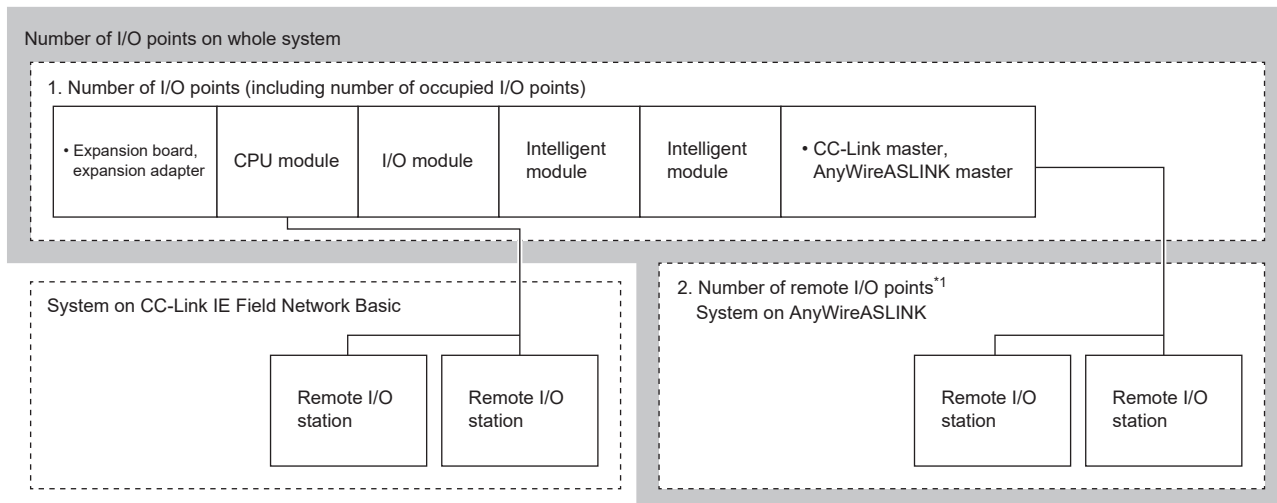 Number of I/O points on whole system
1. Number of I/O points (including number of occupied I/O points)
• Expansion board,
expansion adapter
CPU module
I/O module
Intelligent
module
Intelligent
module
• CC-Link master,
AnyWireASLINK master
System on CC-Link IE Field Network Basic
Remote I/O
station
Remote I/O
station
2. Number of remote I/O points*1
System on AnyWireASLINK
Remote I/O
station
Remote I/O
station